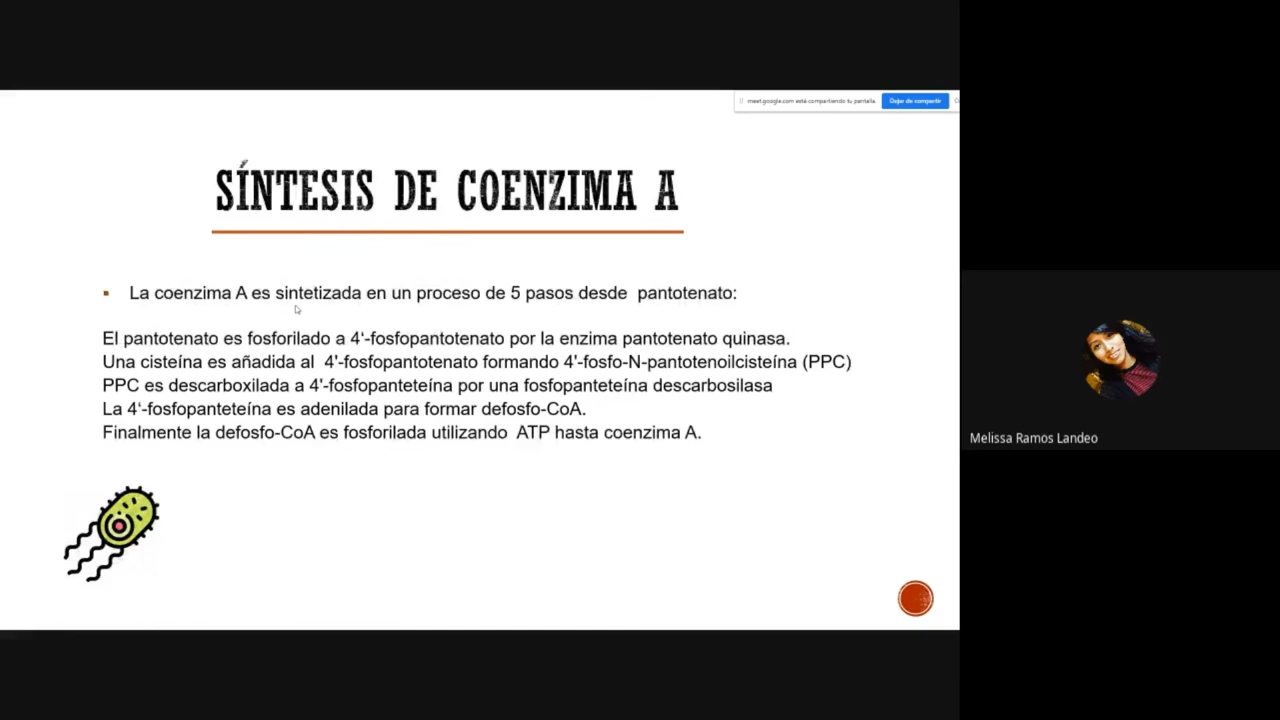 meet.google.com está compartiendo tu pantalla.
Dejar de compartir
SÍNTESIS DE COENZIMA A
La coenzima A es sintetizada en un proceso de 5 pasos desde pantotenato:
El pantotenato es fosforilado a 4‘-fosfopantotenato por la enzima pantotenato quinasa.
Una cisteína es añadida al 4'-fosfopantotenato formando 4'-fosfo-N-pantotenoilcisteína (PPC)
PPC es descarboxilada a 4'-fosfopanteteína por una fosfopanteteína descarbosilasa
La 4‘-fosfopanteteína es adenilada para formar defosfo-CoA.
Finalmente la defosfo-CoA es fosforilada utilizando ATP hasta coenzima A.
Melissa Ramos Landeo